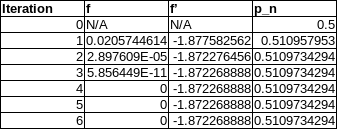 Iteration f f' p_n
0 N/A N/A 0.5
1 0.0205744614 -1.877582562 0.510957953
2 2.897609E-05 -1.872276456 0.5109734294
3 5.856449E-11 -1.872268888 0.5109734294
4 0 -1.872268888 0.5109734294
5 0 -1.872268888 0.5109734294
6 0 -1.872268888 0.5109734294